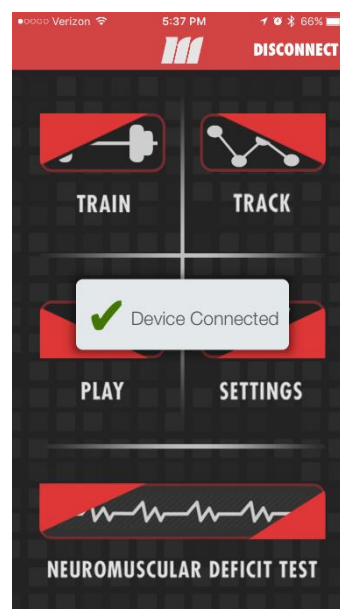 Verizon 5:37 PM 66%
DISCONNECT
TRAIN TRACK
Device Connected
PLAY SETTINGS
NEUROMUSCULAR DEFICIT TEST